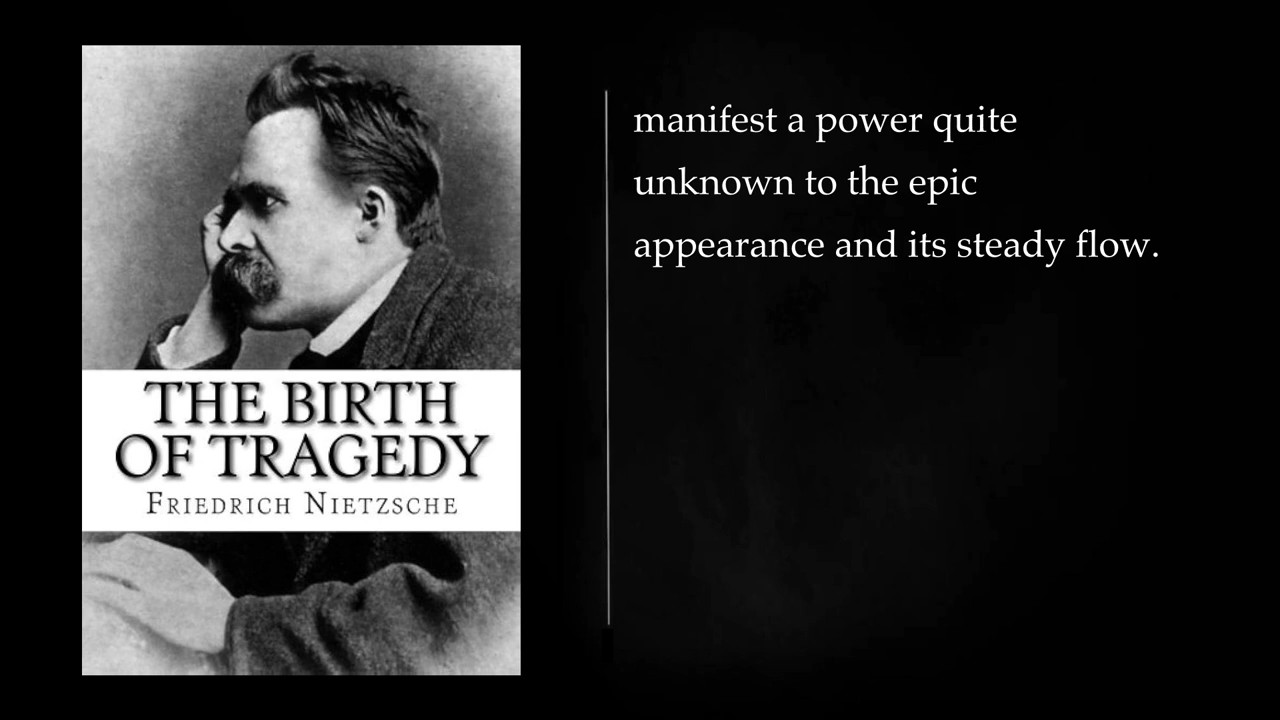 THE BIRTH
OF TRAGEDY
FRIEDRICH NIETZSCHE
manifest a power quite
unknown to the epic
appearance and its steady flow.